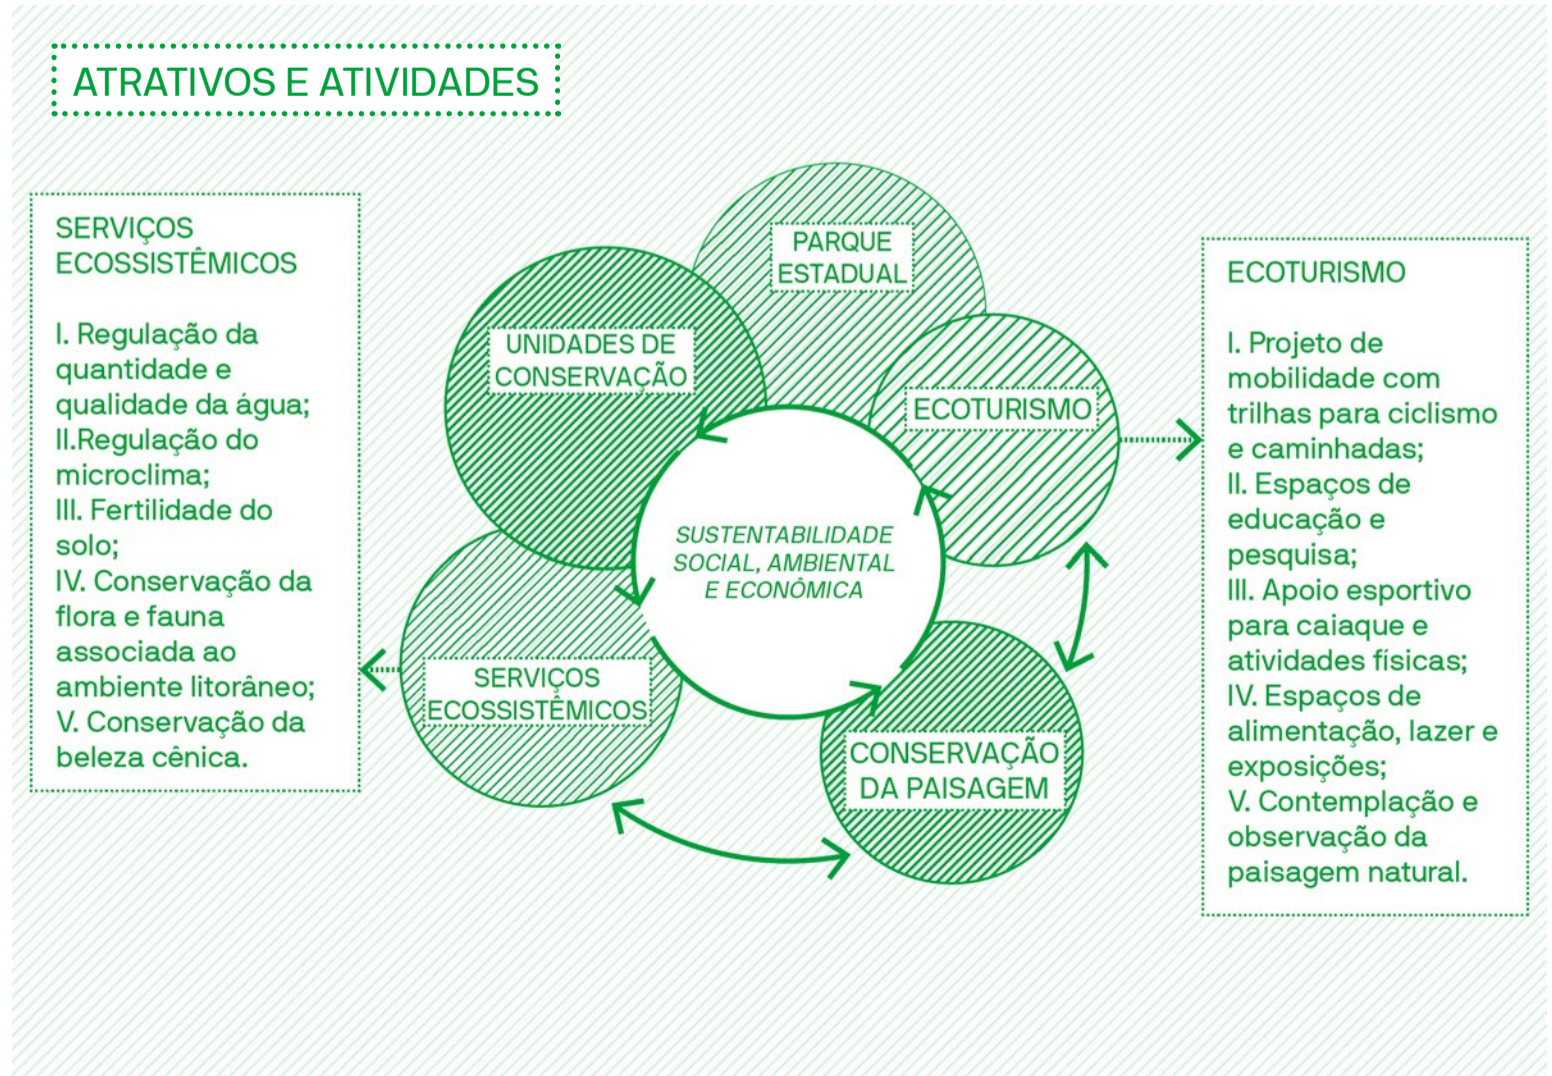 ATRATIVOS E ATIVIDADES
SERVIÇOS
ECOSSISTÊMICOS
I. Regulação da
quantidade e
qualidade da água;
II.Regulação do
microclima;
III. Fertilidade do
solo;
IV. Conservação da
flora e fauna
associada ao
ambiente litorâneo;
V. Conservação da
beleza cênica.
PARQUE
ESTADUAL
UNIDADES DE
CONSERVAÇÃO
ECOTURISMO
SUSTENTABILIDADE
SOCIAL, AMBIENTAL
E ECONÔMICA
SERVIÇOS
ECOSSISTÊMICOS
CONSERVAÇÃO
DA PAISAGEM
ECOTURISMO
I. Projeto de
mobilidade com
trilhas para ciclismo
e caminhadas;
II. Espaços de
educação e
pesquisa;
III. Apoio esportivo
para caiaque e
atividades físicas;
IV. Espaços de
alimentação, lazer e
exposições;
V. Contemplação e
observação da
paisagem natural.